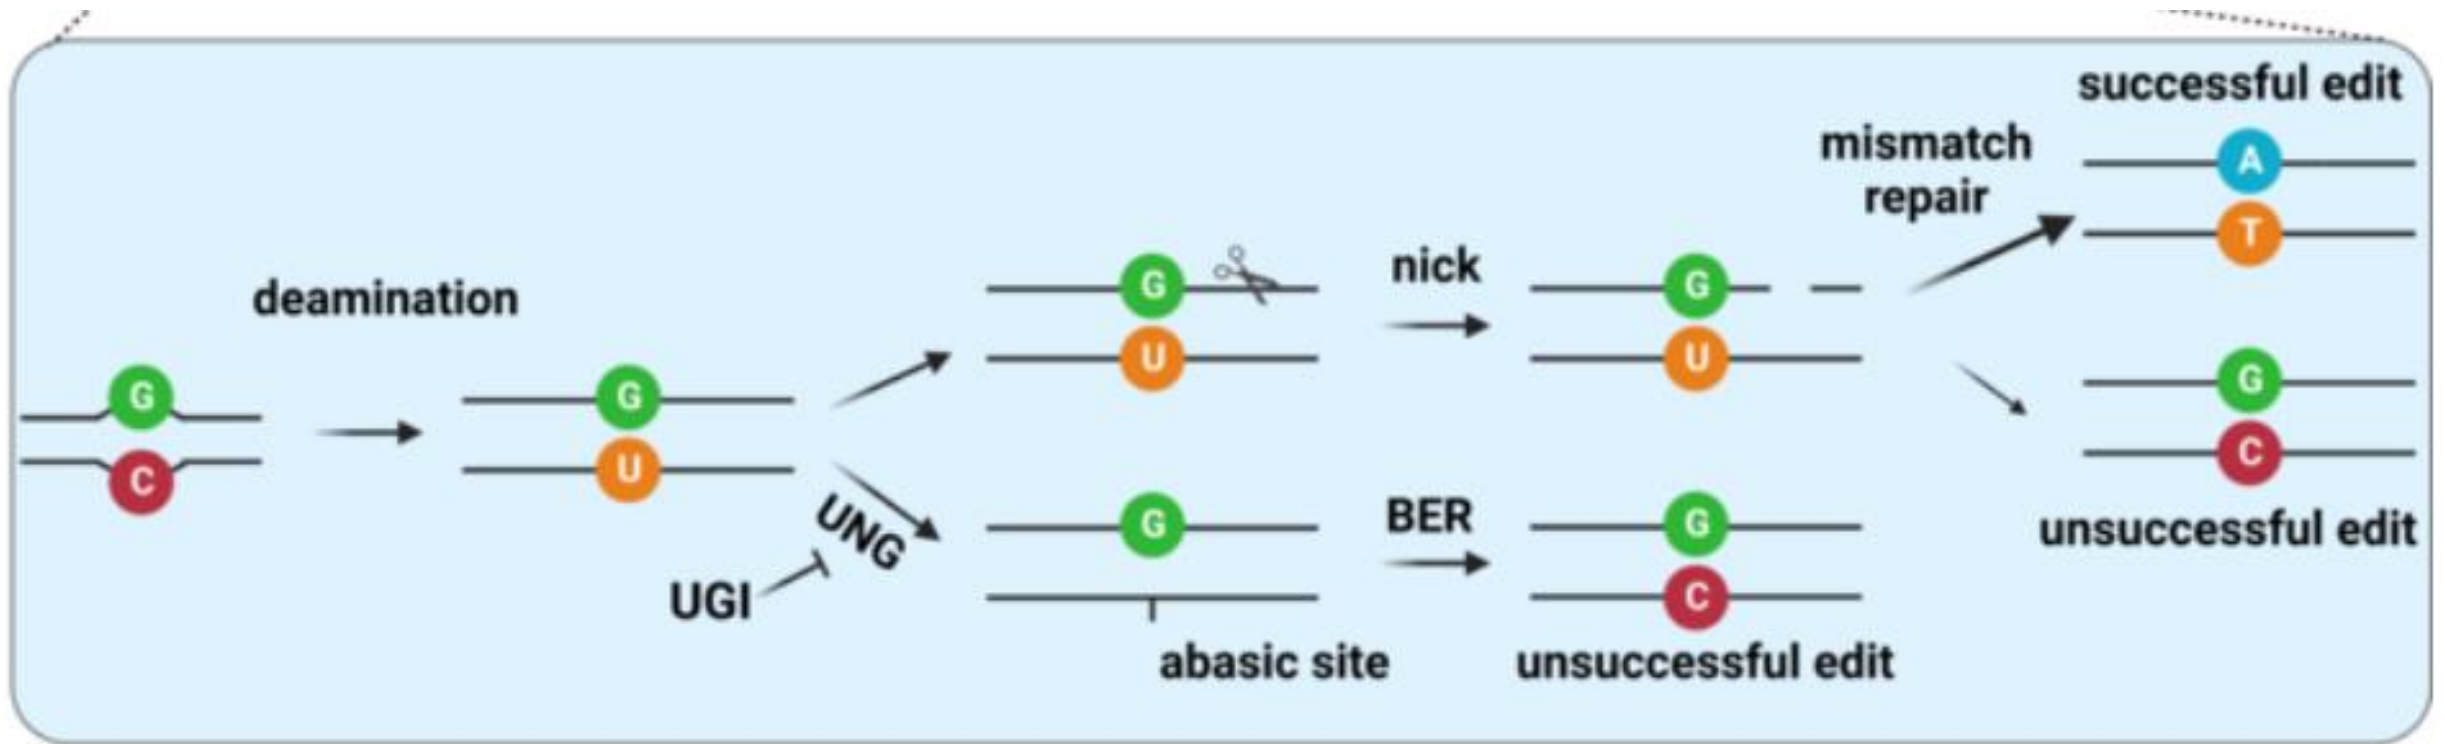 successful edit
A
T
mismatch
repair
deamination
G
C
G
U
G
U
nick
G
U
G
C
unsuccessful edit
UNG
UGI
G
abasic site
BER
G
C
unsuccessful edit